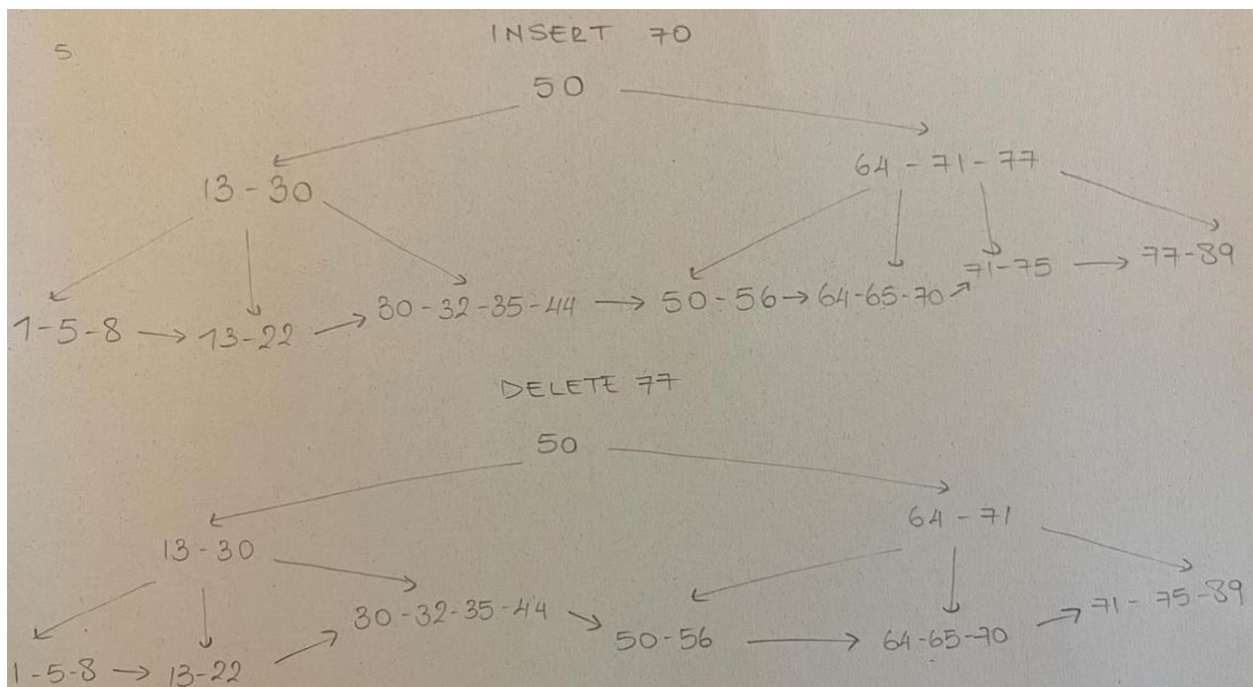 5
INSERT 70
50
13-30
64-71-77
1-5-8 → 13-22 → 30-32-35-44 → 50-56 → 64-65-70 → 71-75 → 77-89
DELETE 77
50
13-30
64-71
1-5-8 → 13-22 → 30-32-35-44 → 50-56 → 64-65-70 → 71-75-89